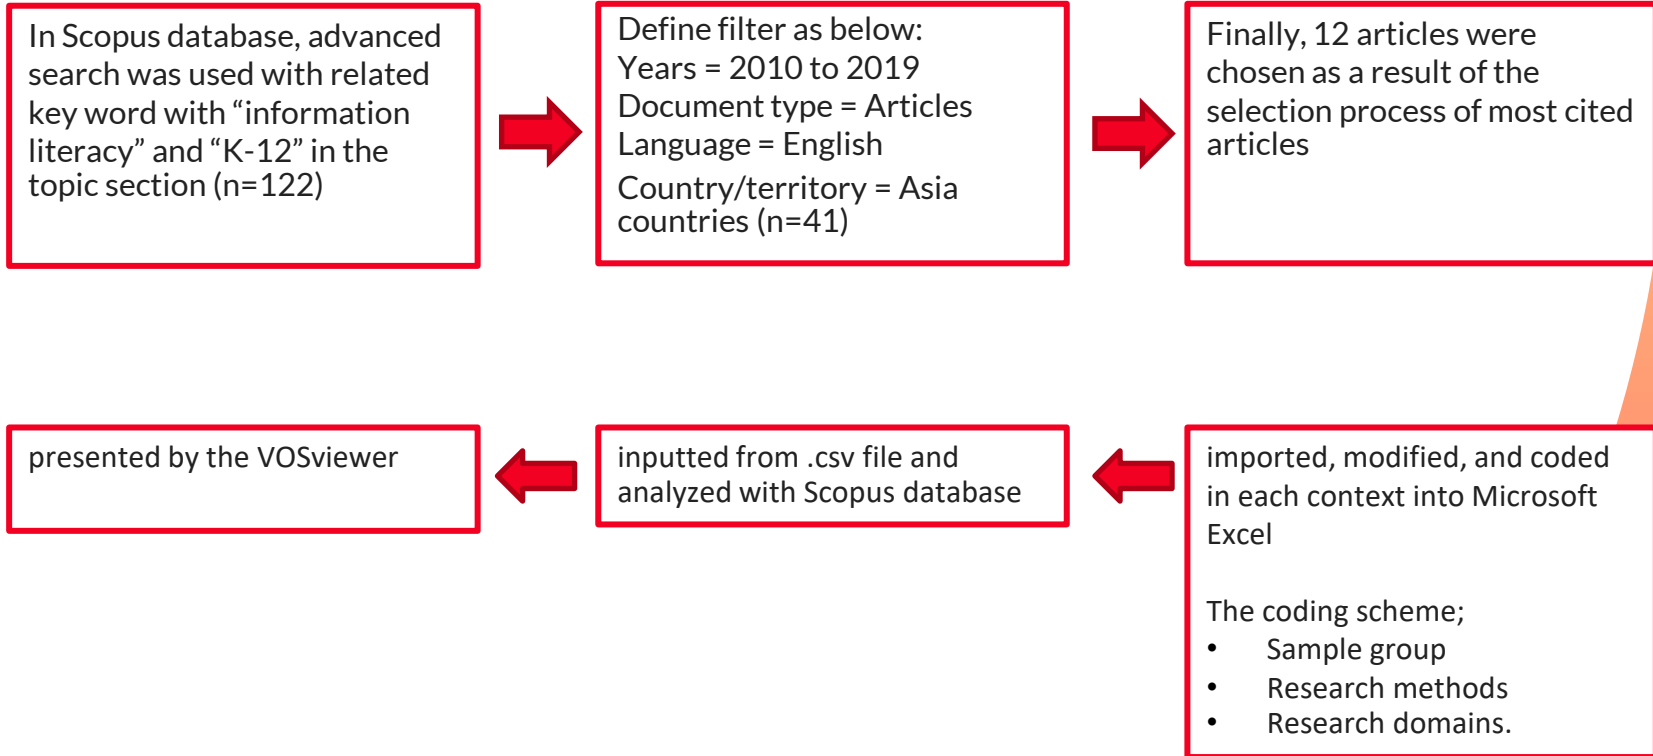 In Scopus database, advanced
search was used with related
key word with “information
literacy” and “K-12” in the
topic section (n=122)
Define filter as below:
Years = 2010 to 2019
Document type = Articles
Language = English
Country/territory = Asia
countries (n=41)
Finally, 12 articles were
chosen as a result of the
selection process of most cited
articles
imported, modified, and coded
in each context into Microsoft
Excel
The coding scheme;
• Sample group
• Research methods
• Research domains.
inputted from .csv file and
analyzed with Scopus database
presented by the VOSviewer